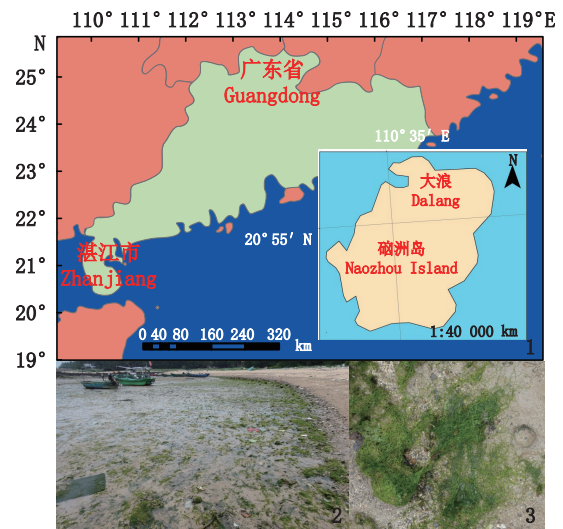 110° 111° 112° 113° 114° 115° 116° 117° 118° 119°E
N
25°
24°
23°
22°
21°
20°
19°
广东省
Guangdong
湛江市
Zhanjiang
110°35′E
20°55′N
N
大浪
Dalang
硇洲岛
Naozhou Island
1:40 000 km
0 40 80 160 240 320
km
1
2
3